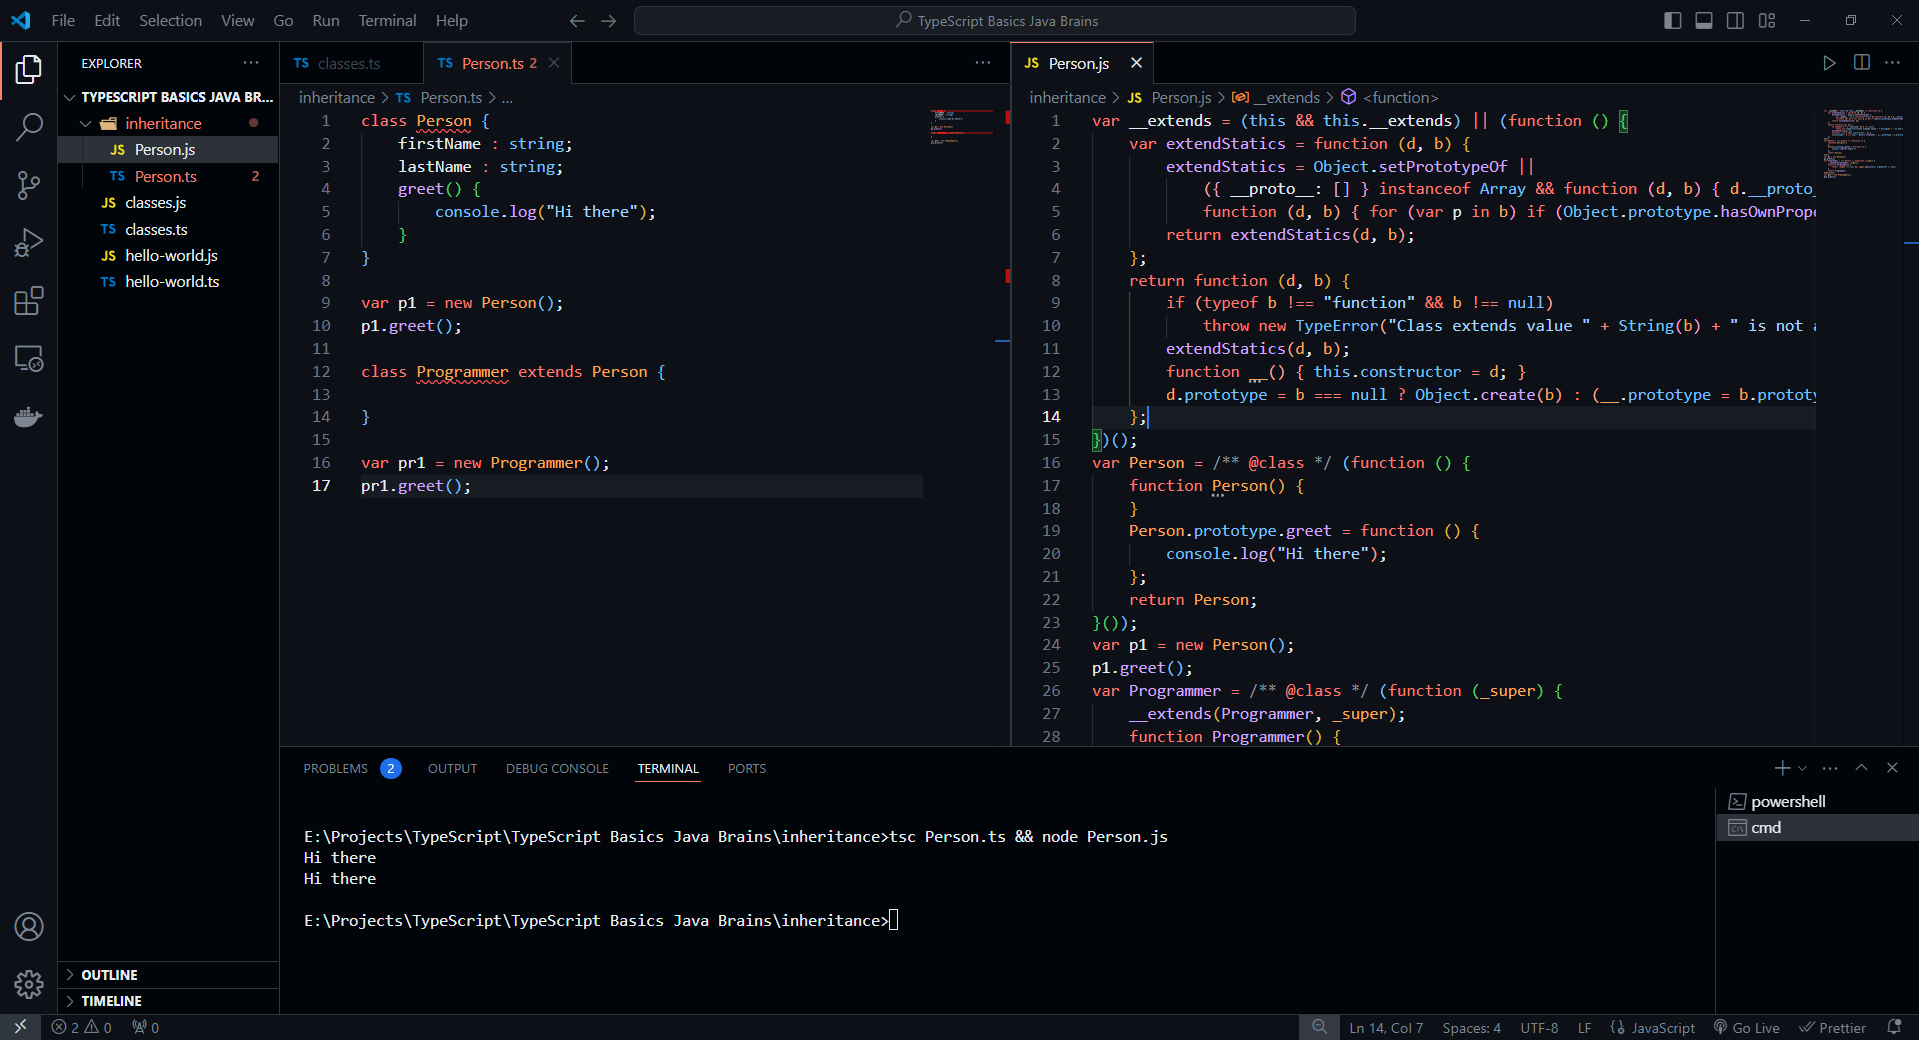 File Edit Selection View Go Run Terminal Help
TypeScript Basics Java Brains
EXPLORER
TYPESCRIPT BASICS JAVA BR...
inheritance
JS Person.js
TS Person.ts 2
JS classes.js
TS classes.ts
JS hello-world.js
TS hello-world.ts
OUTLINE
TIMELINE
TS classes.ts
TS Person.ts 2
inheritance > TS Person.ts > ...
1 class Person {
2 firstName : string;
3 lastName : string;
4 greet() {
5 console.log("Hi there");
6 }
7 }
8
9 var p1 = new Person();
10 p1.greet();
11
12 class Programmer extends Person {
13
14 }
15
16 var pr1 = new Programmer();
17 pr1.greet();
JS Person.js
inheritance > JS Person.js > __extends > <function>
1 var __extends = (this && this.__extends) || (function () {
2 var extendStatics = function (d, b) {
3 extendStatics = Object.setPrototypeOf ||
4 ({ __proto__: [] } instanceof Array && function (d, b) { d.__proto_
5 function (d, b) { for (var p in b) if (Object.prototype.hasOwnPrope
6 return extendStatics(d, b);
7 };
8 return function (d, b) {
9 if (typeof b !== "function" && b !== null)
10 throw new TypeError("Class extends value " + String(b) + " is not a
11 extendStatics(d, b);
12 function __() { this.constructor = d; }
13 d.prototype = b === null ? Object.create(b) : (__.prototype = b.prototy
14 };
15 })();
16 var Person = /** @class */ (function () {
17 function Person() {
18 }
19 Person.prototype.greet = function () {
20 console.log("Hi there");
21 };
22 return Person;
23 }());
24 var p1 = new Person();
25 p1.greet();
26 var Programmer = /** @class */ (function (_super) {
27 __extends(Programmer, _super);
28 function Programmer() {
PROBLEMS 2 OUTPUT DEBUG CONSOLE TERMINAL PORTS
E:\Projects\TypeScript\TypeScript Basics Java Brains\inheritance>tsc Person.ts && node Person.js
Hi there
Hi there
E:\Projects\TypeScript\TypeScript Basics Java Brains\inheritance>
powershell
cmd
2 0 0
Ln 14, Col 7 Spaces: 4 UTF-8 LF JavaScript Go Live Prettier